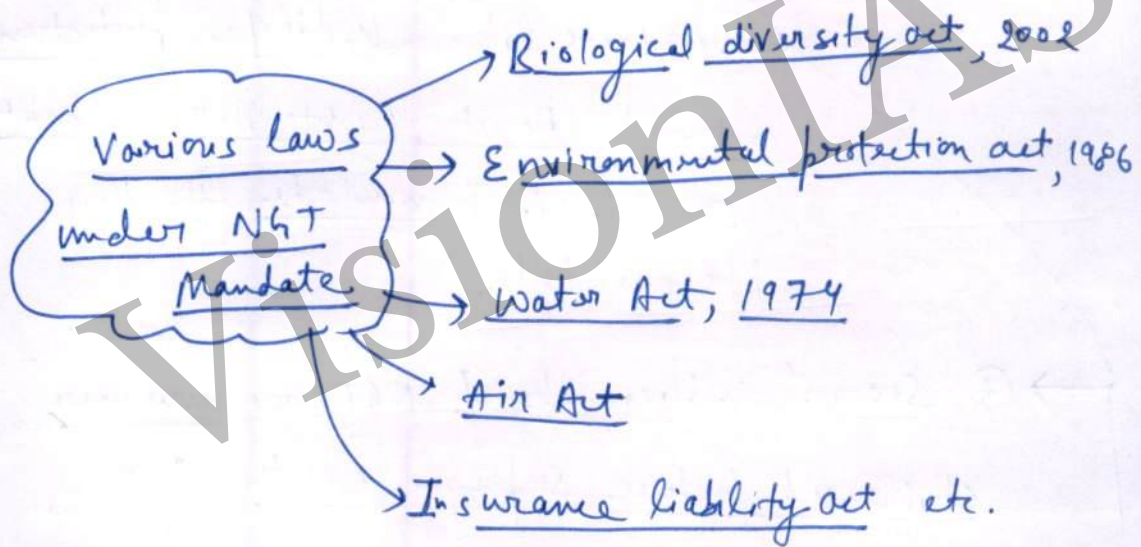 Various laws
under NGT
Mandate
Biological diversity act, 2002
Environmental protection act, 1986
Water Act, 1974
Air Act
Insurance liability act etc.
VisionIAS